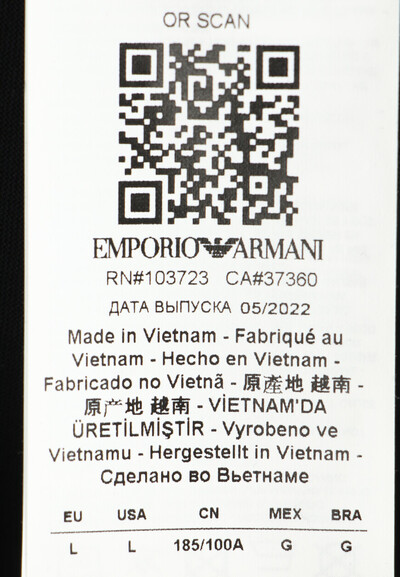 OR SCAN
EMPORIO ARMANI
RN#103723 CA#37360
ДАТА ВЫПУСКА 05/2022
Made in Vietnam - Fabriqué au
Vietnam - Hecho en Vietnam -
Fabricado no Vietnã - 原產地 越南 -
原产地 越南 - VİETNAM'DA
ÜRETİLMİŞTİR - Vyrobeno ve
Vietnamu - Hergestellt in Vietnam -
Сделано во Вьетнаме
EU USA CN MEX BRA
L L 185/100A G G